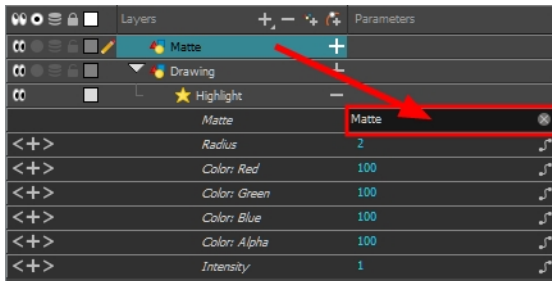 Layers Parameters
Matte
Drawing
Highlight
Matte Matte
Radius 2
Color: Red 100
Color: Green 100
Color: Blue 100
Color: Alpha 100
Intensity 1